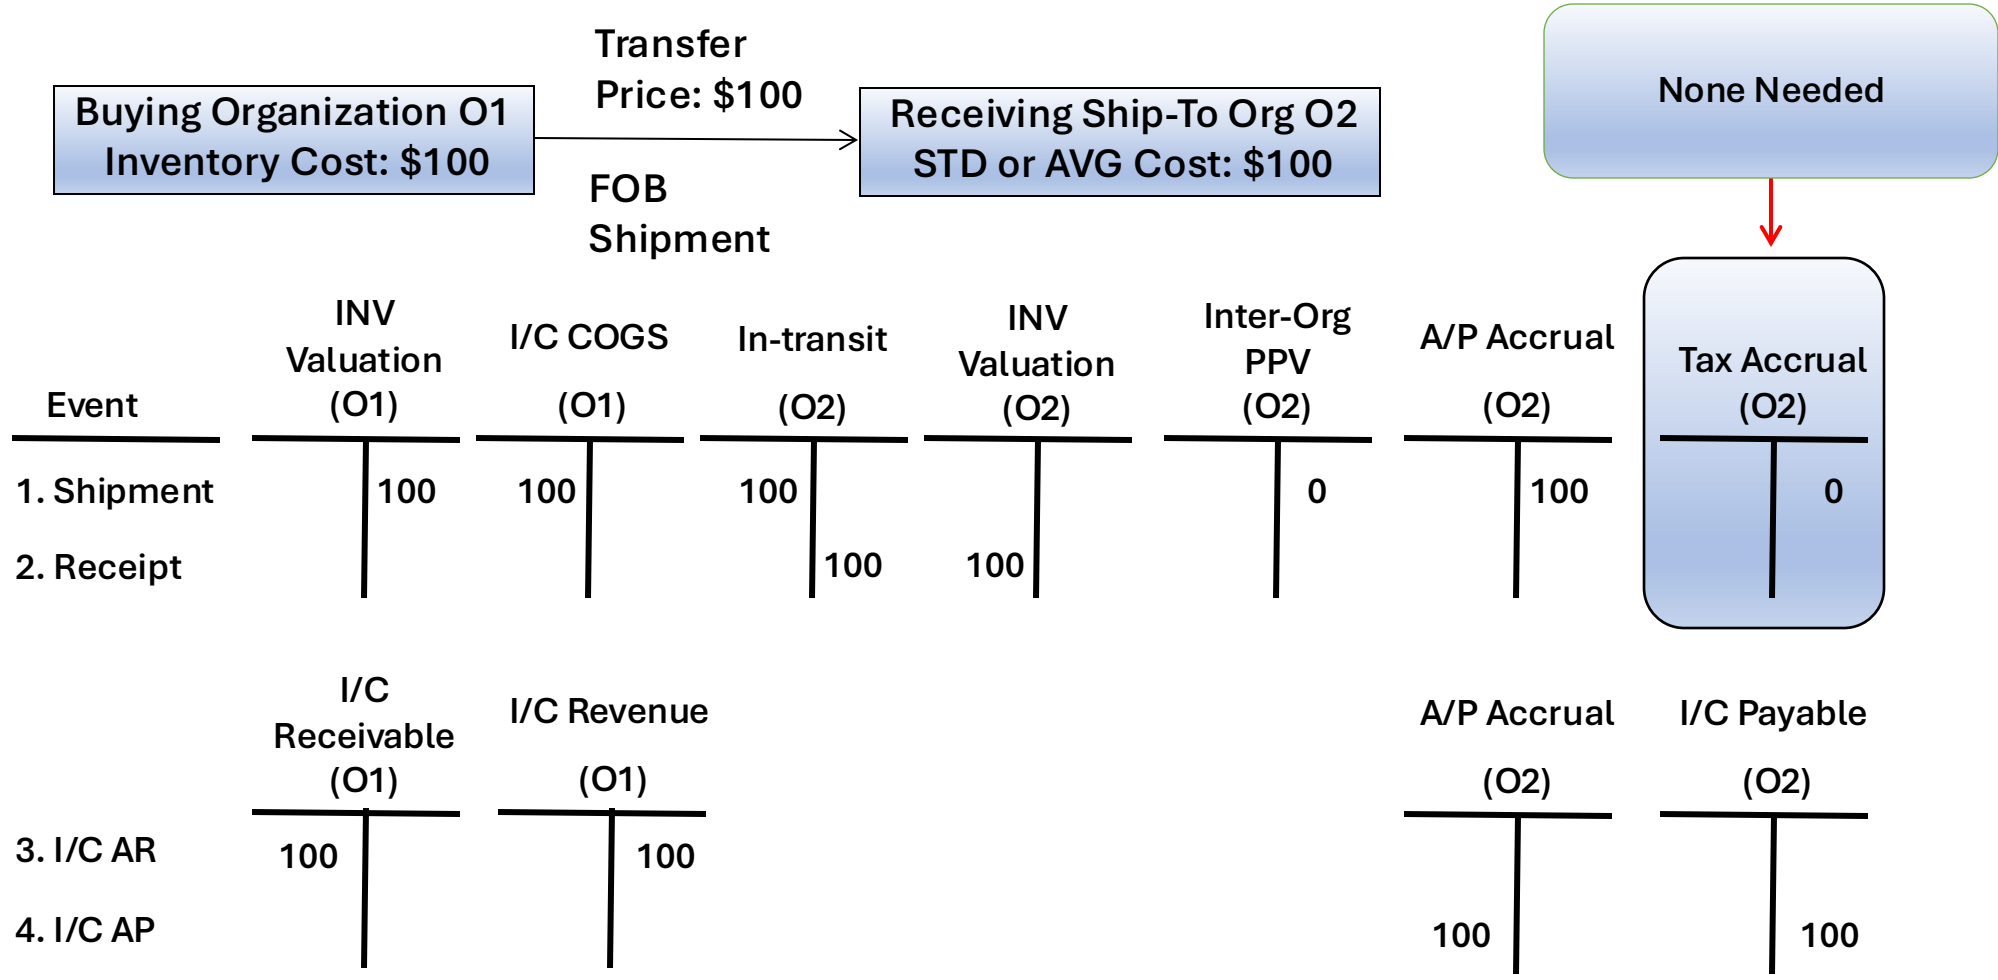 Transfer
Price: $100
Buying Organization O1
Inventory Cost: $100
Receiving Ship-To Org O2
STD or AVG Cost: $100
None Needed
FOB
Shipment
Event
INV
Valuation
(O1)
I/C COGS
(O1)
In-transit
(O2)
INV
Valuation
(O2)
Inter-Org
PPV
(O2)
A/P Accrual
(O2)
Tax Accrual
(O2)
1. Shipment 100 100 100 0 100 0
2. Receipt 100 100
I/C
Receivable
(O1)
I/C Revenue
(O1)
A/P Accrual
(O2)
I/C Payable
(O2)
3. I/C AR 100 100
4. I/C AP 100 100